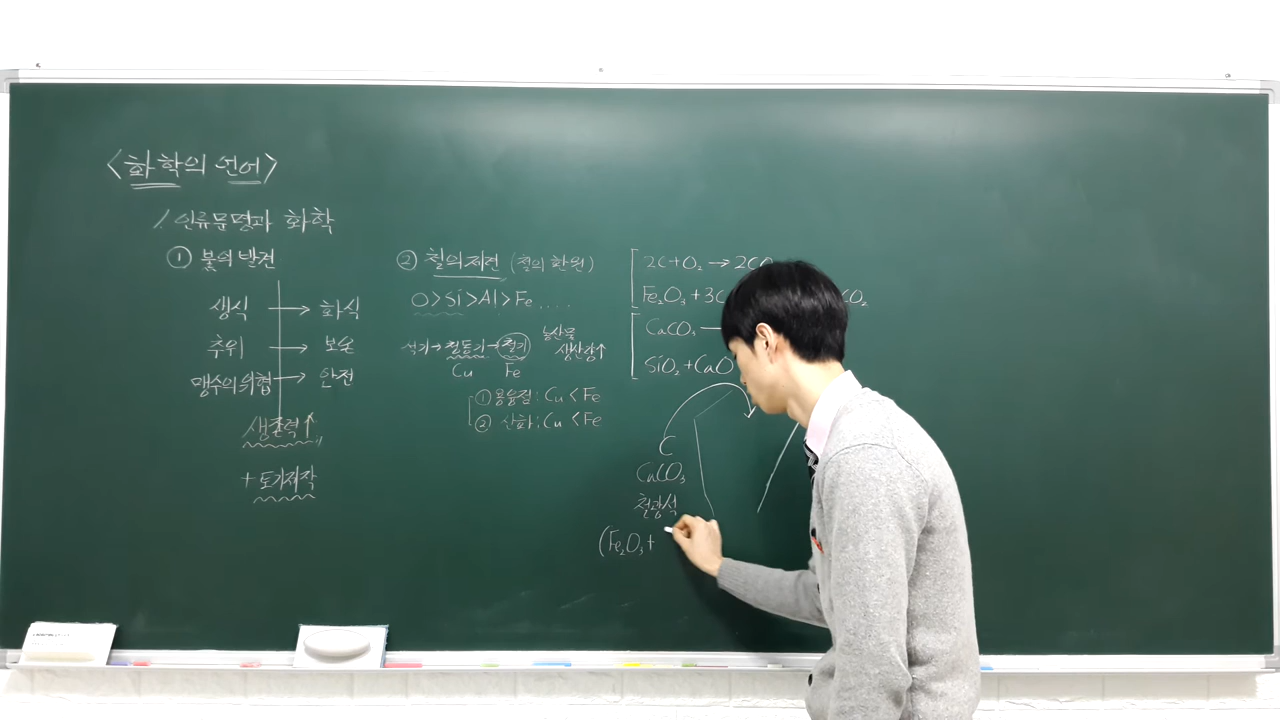 <화학의 언어>
1. 인류문명과 화학
① 불의 발견
생식 → 화식
추위 → 보온
맹수의 위협 → 안전
생존력↑
+ 토기제작
② 철의 제련 (철의 환원)
O>Si>Al>Fe ....
석기→청동기→철기
농산물
생산량↑
Cu Fe
① 용융점: Cu < Fe
② 산화: Cu < Fe
2C+O₂ → 2CO
Fe₂O₃ + 3C
CO₂
CaCO₃ —
SiO₂+CaO
C
CaCO₃
철광석
(Fe₂O₃+